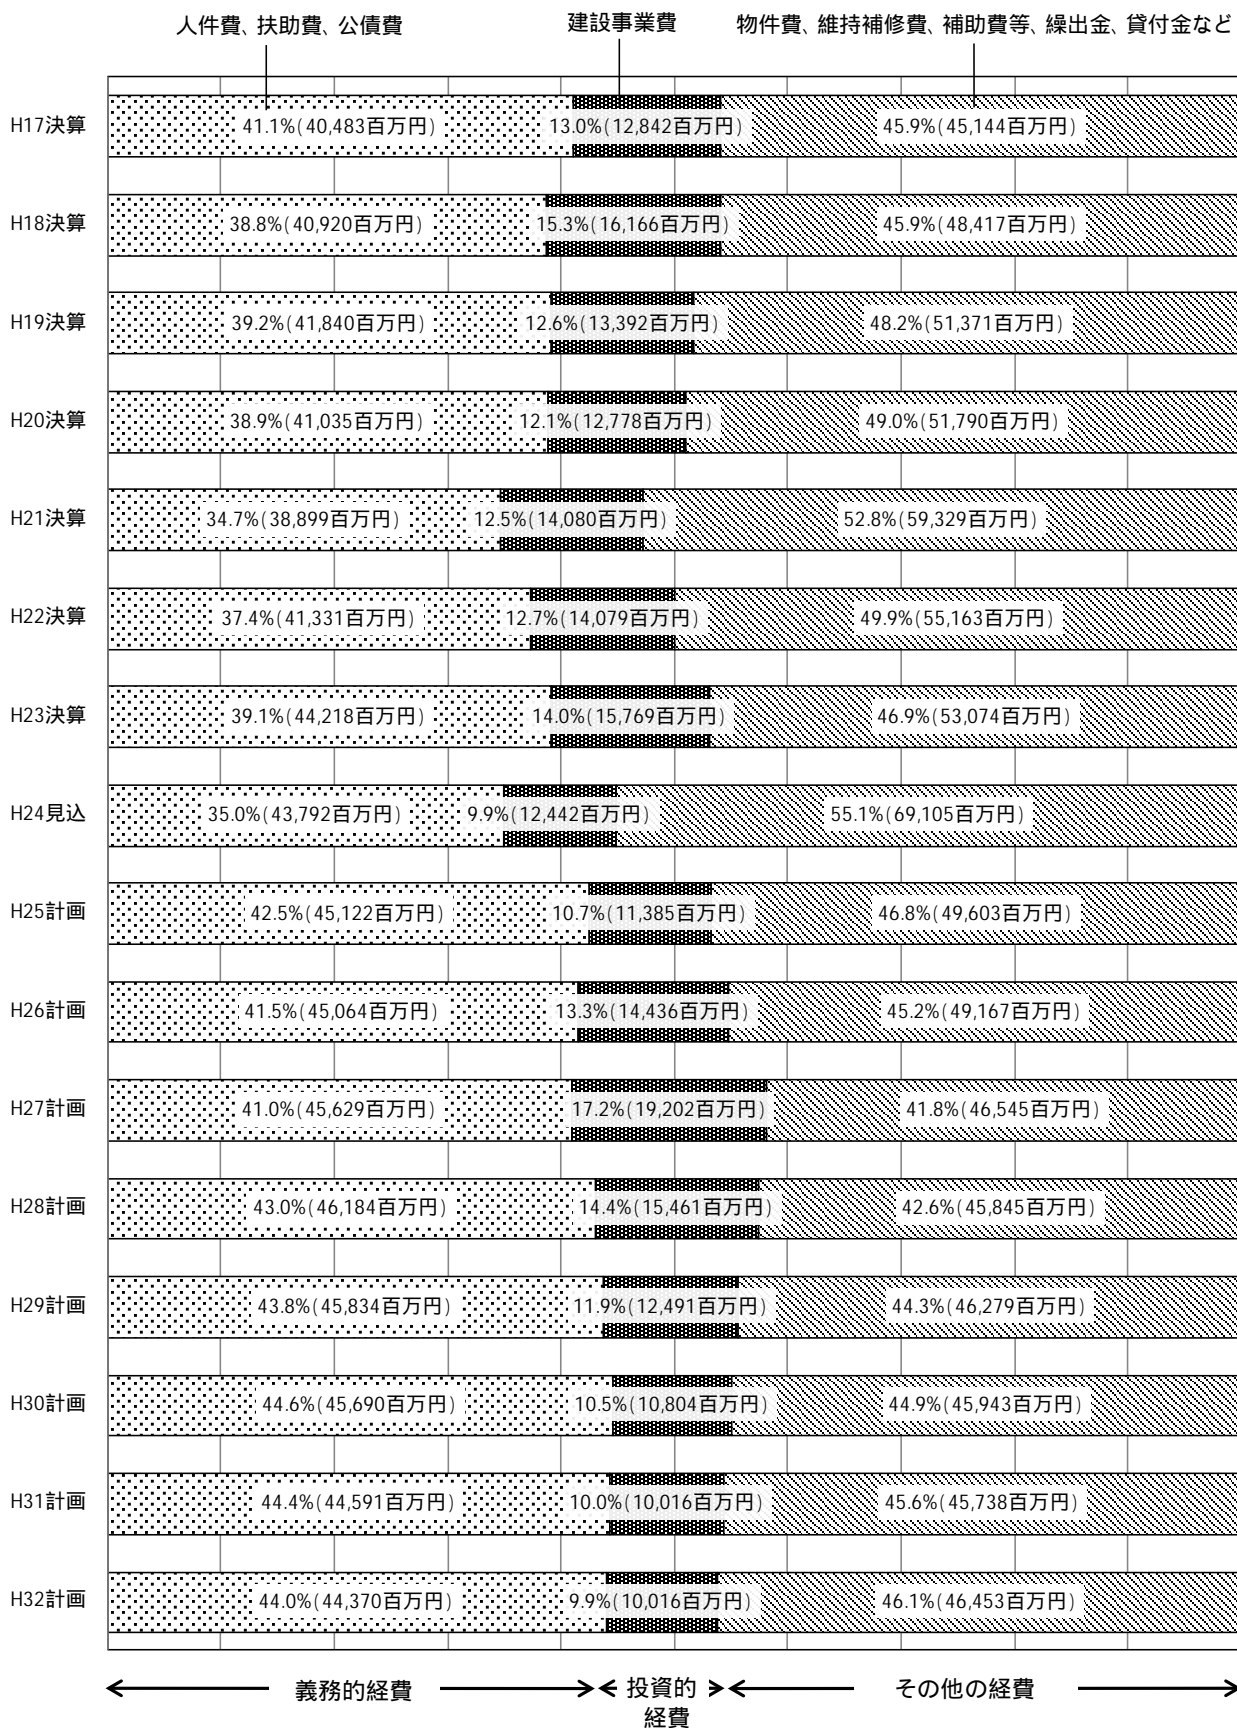 人件費、扶助費、公債費 建設事業費 物件費、維持補修費、補助費等、繰出金、貸付金など
H17決算 41.1%(40,483百万円) 13.0%(12,842百万円) 45.9%(45,144百万円)
H18決算 38.8%(40,920百万円) 15.3%(16,166百万円) 45.9%(48,417百万円)
H19決算 39.2%(41,840百万円) 12.6%(13,392百万円) 48.2%(51,371百万円)
H20決算 38.9%(41,035百万円) 12.1%(12,778百万円) 49.0%(51,790百万円)
H21決算 34.7%(38,899百万円) 12.5%(14,080百万円) 52.8%(59,329百万円)
H22決算 37.4%(41,331百万円) 12.7%(14,079百万円) 49.9%(55,163百万円)
H23決算 39.1%(44,218百万円) 14.0%(15,769百万円) 46.9%(53,074百万円)
H24見込 35.0%(43,792百万円) 9.9%(12,442百万円) 55.1%(69,105百万円)
H25計画 42.5%(45,122百万円) 10.7%(11,385百万円) 46.8%(49,603百万円)
H26計画 41.5%(45,064百万円) 13.3%(14,436百万円) 45.2%(49,167百万円)
H27計画 41.0%(45,629百万円) 17.2%(19,202百万円) 41.8%(46,545百万円)
H28計画 43.0%(46,184百万円) 14.4%(15,461百万円) 42.6%(45,845百万円)
H29計画 43.8%(45,834百万円) 11.9%(12,491百万円) 44.3%(46,279百万円)
H30計画 44.6%(45,690百万円) 10.5%(10,804百万円) 44.9%(45,943百万円)
H31計画 44.4%(44,591百万円) 10.0%(10,016百万円) 45.6%(45,738百万円)
H32計画 44.0%(44,370百万円) 9.9%(10,016百万円) 46.1%(46,453百万円)
義務的経費 投資的 その他の経費
経費